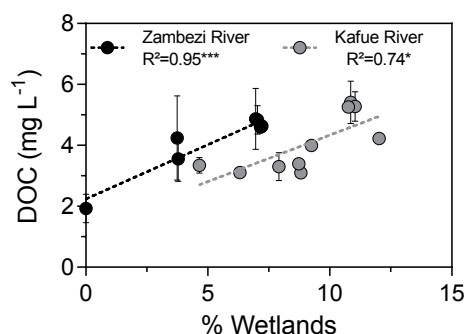 Zambezi River Kafue River
R²=0.95*** R²=0.74*
8
6
4
2
0
DOC (mg L⁻¹)
0 5 10 15
% Wetlands